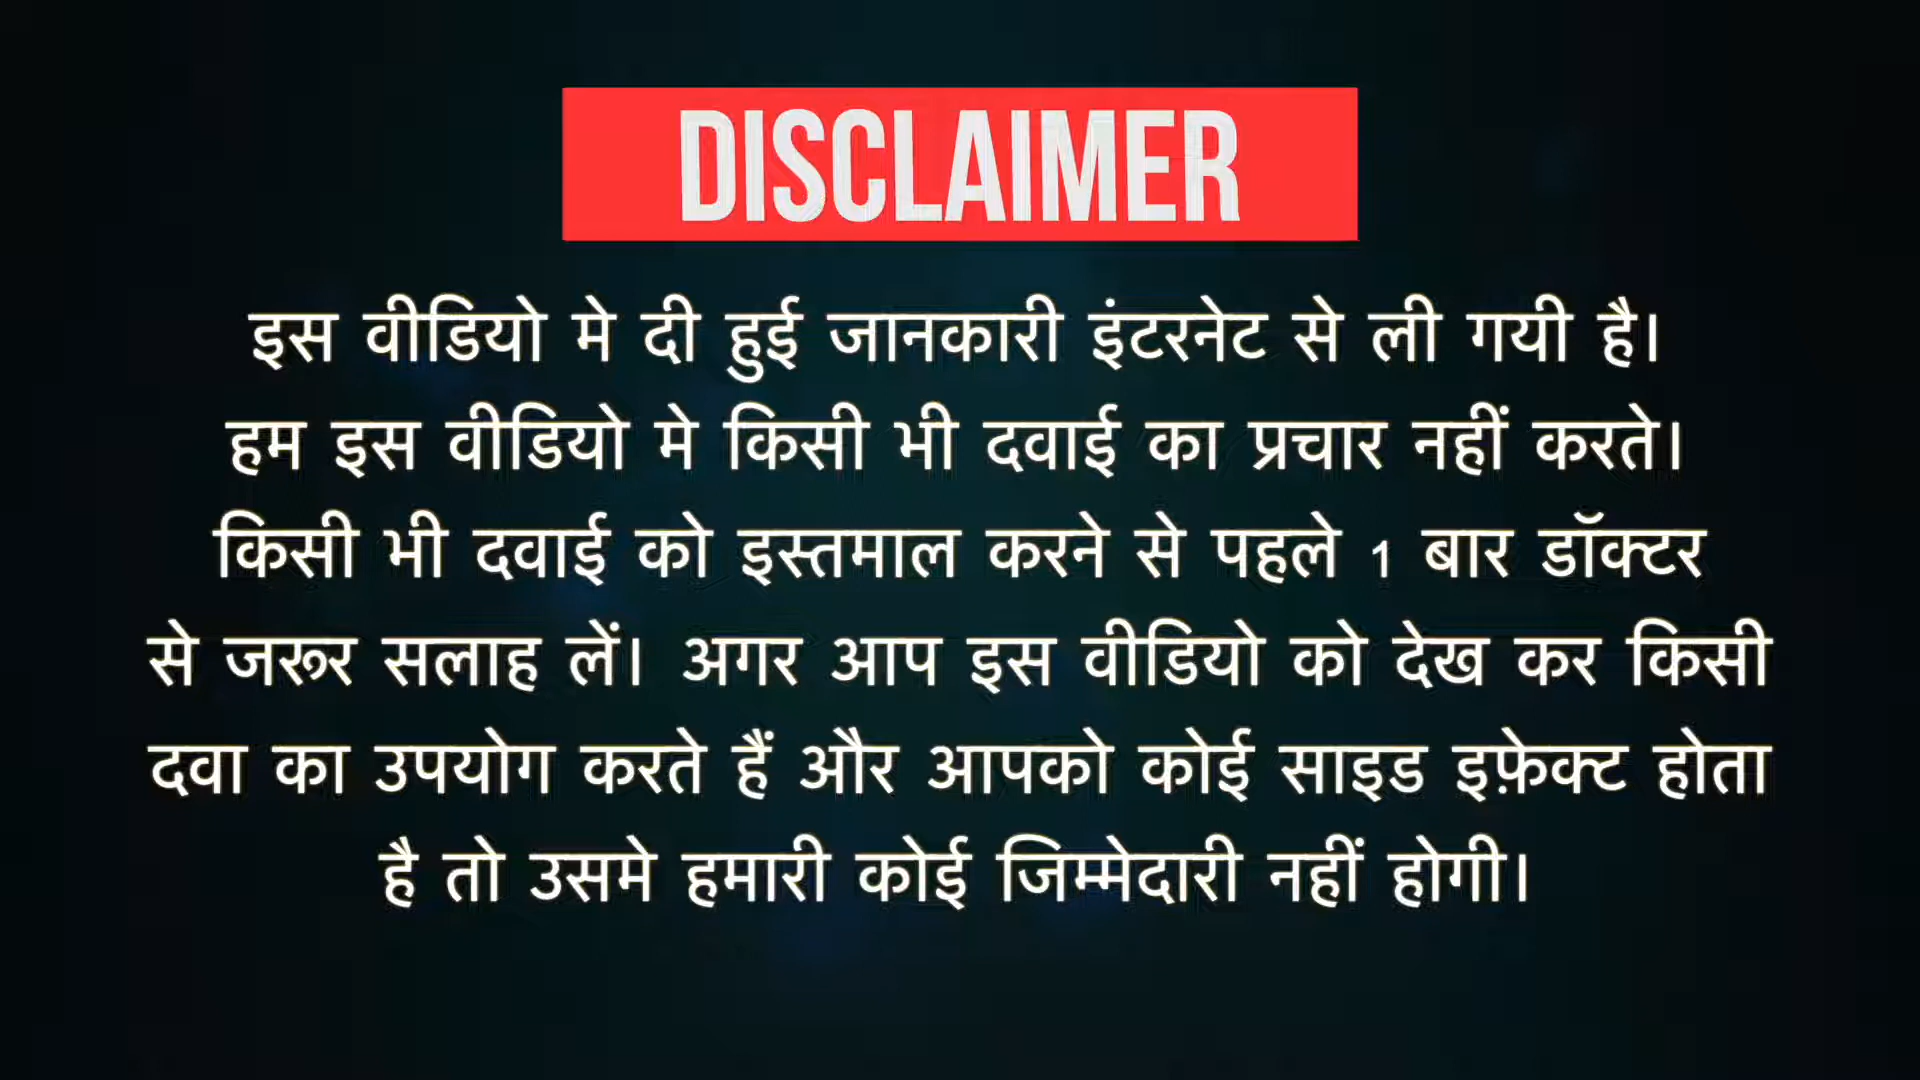 DISCLAIMER
इस वीडियो मे दी हुई जानकारी इंटरनेट से ली गयी है।
हम इस वीडियो मे किसी भी दवाई का प्रचार नहीं करते।
किसी भी दवाई को इस्तमाल करने से पहले 1 बार डॉक्टर
से जरूर सलाह लें। अगर आप इस वीडियो को देख कर किसी
दवा का उपयोग करते हैं और आपको कोई साइड इफ़ेक्ट होता
है तो उसमे हमारी कोई जिम्मेदारी नहीं होगी।